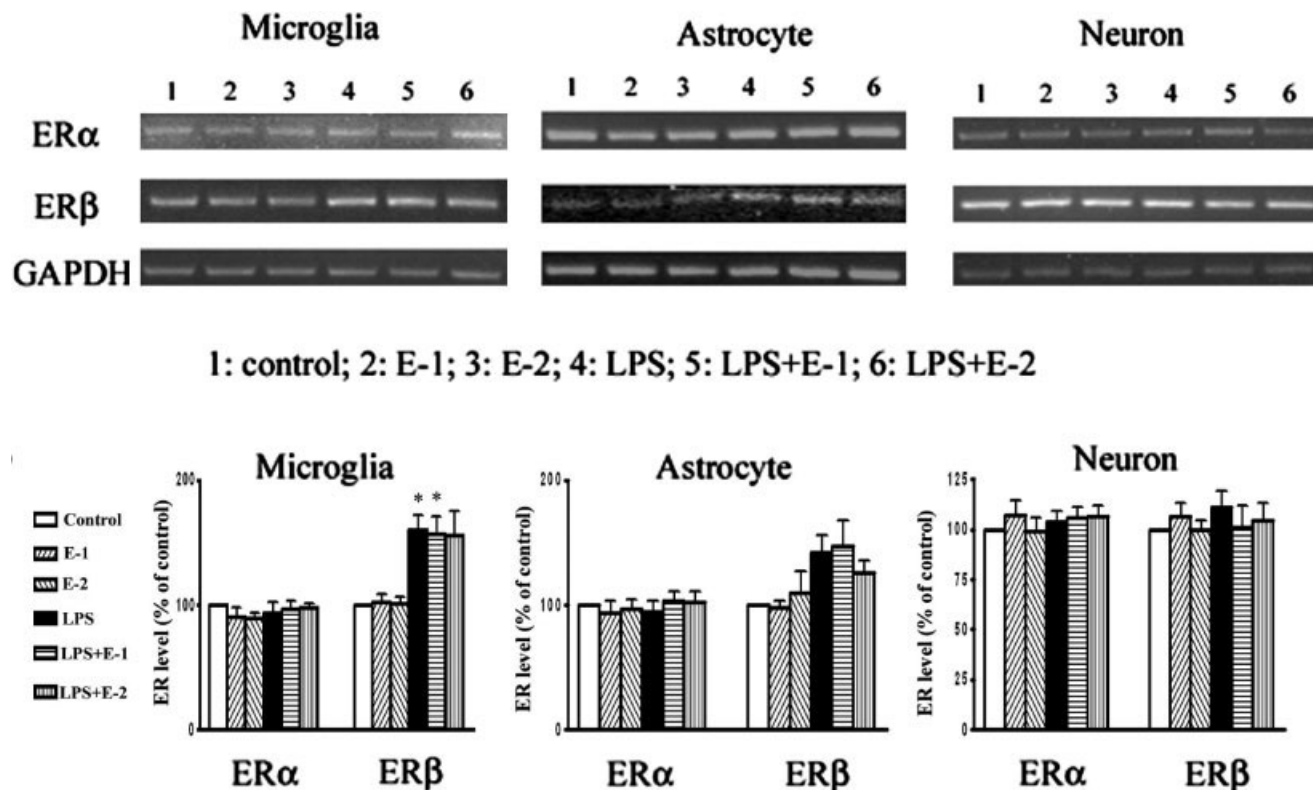 Microglia
Astrocyte
Neuron
1 2 3 4 5 6
1 2 3 4 5 6
1 2 3 4 5 6
ERα
ERβ
GAPDH
1: control; 2: E-1; 3: E-2; 4: LPS; 5: LPS+E-1; 6: LPS+E-2
Control
E-1
E-2
LPS
LPS+E-1
LPS+E-2
Microglia
ER level (% of control)
200
100
0
* *
ERα ERβ
Astrocyte
ER level (% of control)
200
100
0
ERα ERβ
Neuron
ER level (% of control)
125
100
75
50
25
0
ERα ERβ